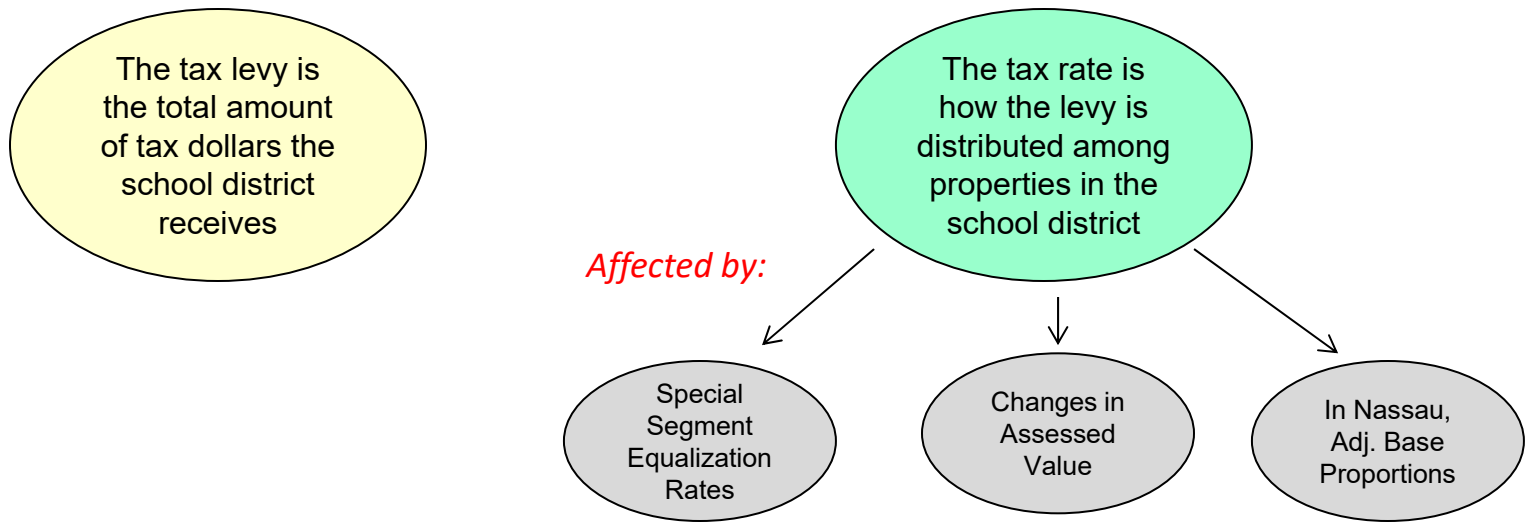 The tax levy is
the total amount
of tax dollars the
school district
receives
The tax rate is
how the levy is
distributed among
properties in the
school district
Affected by:
Special
Segment
Equalization
Rates
Changes in
Assessed
Value
In Nassau,
Adj. Base
Proportions